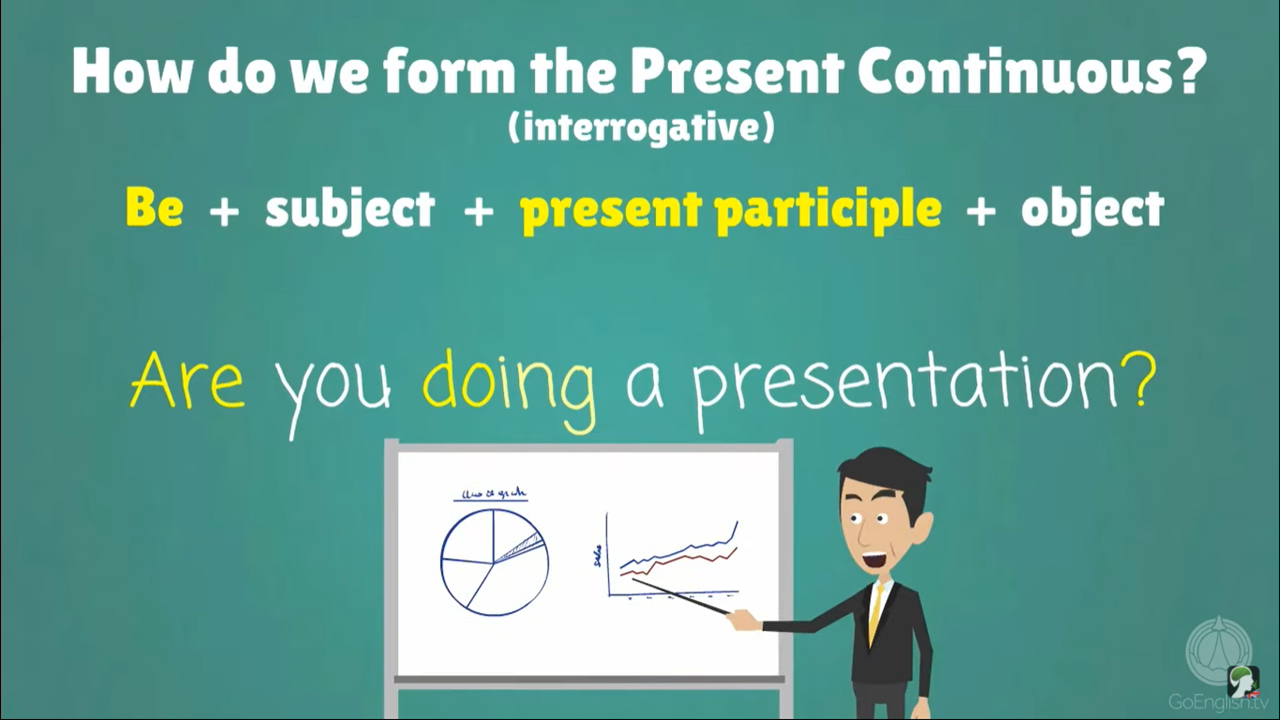 How do we form the Present Continuous?
(interrogative)
Be + subject + present participle + object
Are you doing a presentation?
sales
GoEnglish.tv